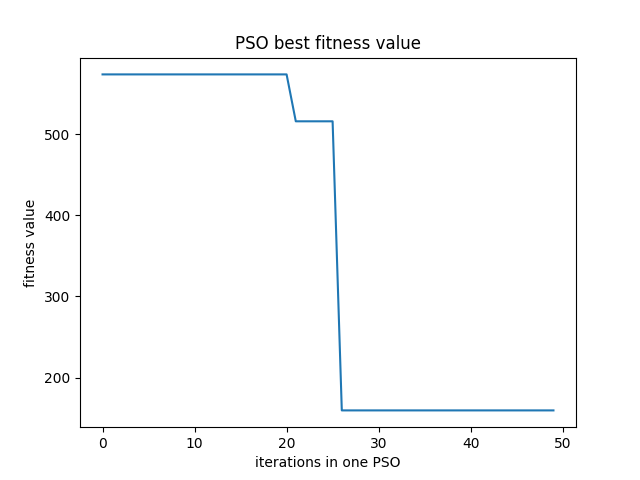 PSO best fitness value
fitness value
500
400
300
200
0 10 20 30 40 50
iterations in one PSO